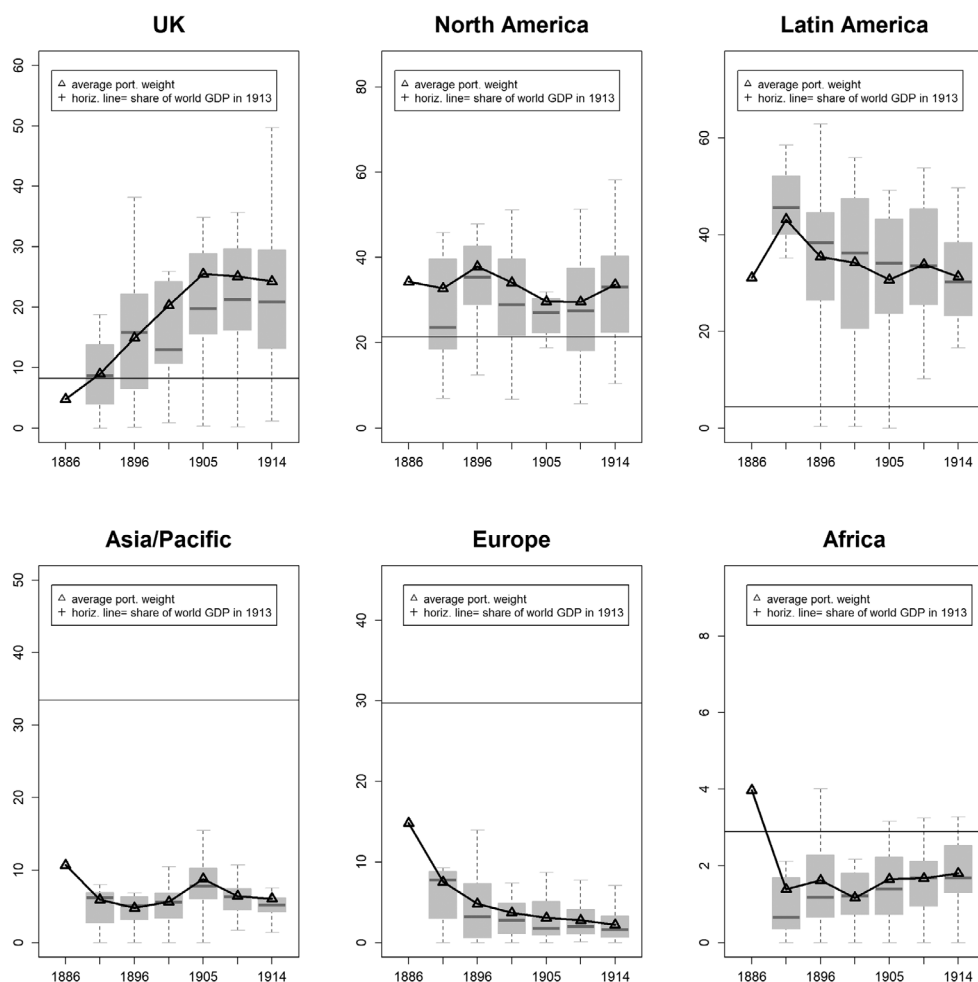 UK
60
50
40
30
20
10
0
△ average port. weight
+ horiz. line= share of world GDP in 1913
1886 1896 1905 1914
North America
80
60
40
20
0
△ average port. weight
+ horiz. line= share of world GDP in 1913
1886 1896 1905 1914
Latin America
60
40
20
0
△ average port. weight
+ horiz. line= share of world GDP in 1913
1886 1896 1905 1914
Asia/Pacific
50
40
30
20
10
0
△ average port. weight
+ horiz. line= share of world GDP in 1913
1886 1896 1905 1914
Europe
40
30
20
10
0
△ average port. weight
+ horiz. line= share of world GDP in 1913
1886 1896 1905 1914
Africa
8
6
4
2
0
△ average port. weight
+ horiz. line= share of world GDP in 1913
1886 1896 1905 1914